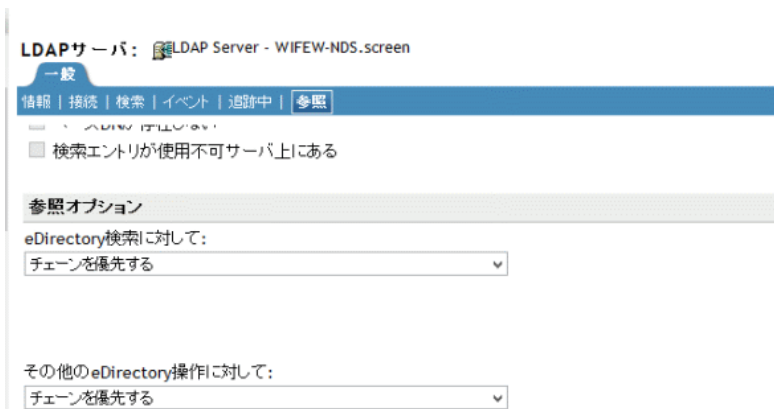 LDAPサーバ: LDAP Server - WIFEW-NDS.screen
一般
情報 | 接続 | 検索 | イベント | 追跡中 | 参照
検索エントリが使用不可サーバ上にある
参照オプション
eDirectory検索に対して:
チェーンを優先する
その他のeDirectory操作に対して:
チェーンを優先する